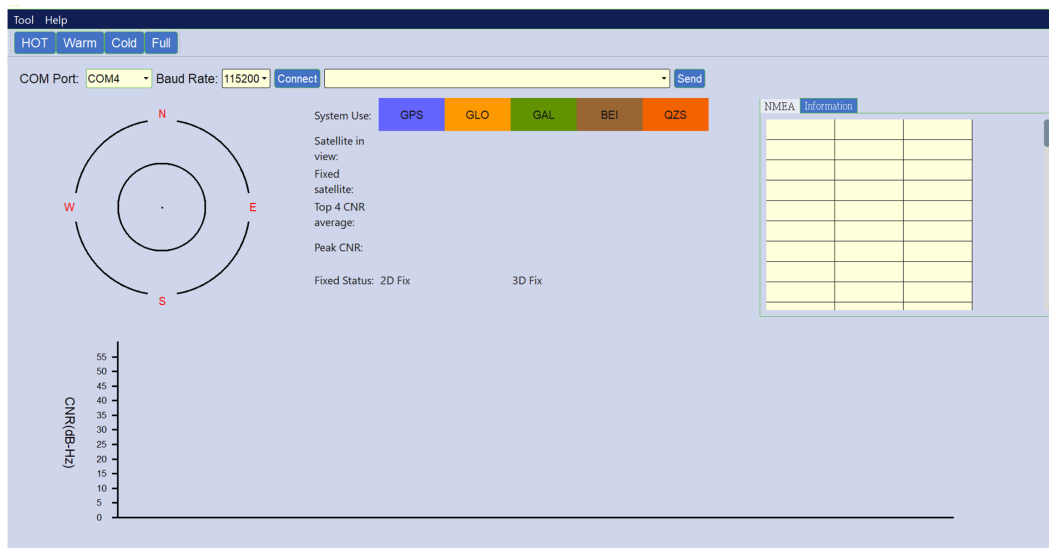 Tool Help
HOT Warm Cold Full
COM Port: COM4 Baud Rate: 115200 Connect Send
N
W
E
S
System Use: GPS GLO GAL BEI QZS
Satellite in
view:
Fixed
satellite:
Top 4 CNR
average:
Peak CNR:
Fixed Status: 2D Fix 3D Fix
NMEA Information
CNR(dB-Hz)
55
50
45
40
35
30
25
20
15
10
5
0